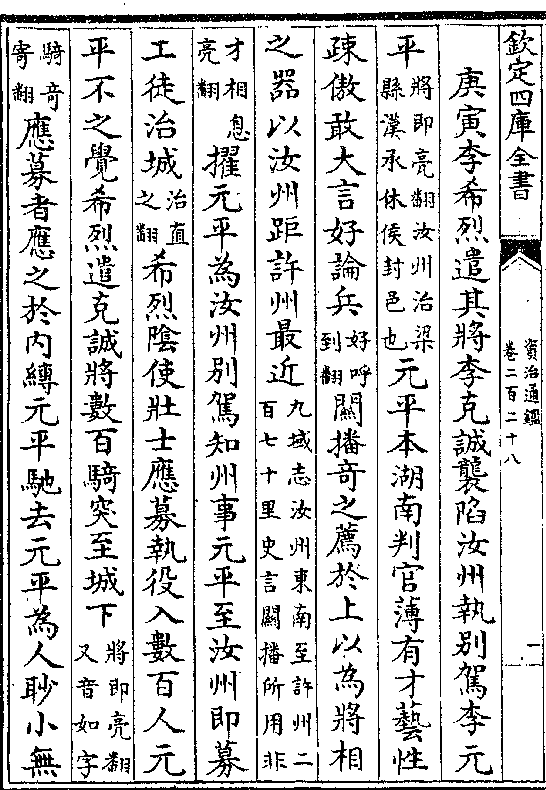 欽定四庫全書
資治通鑑
卷二百二十八
一
庚寅李希烈遣其將李克誠襲陷汝州執別駕李元
平將即亮翻汝州治梁縣漢承休侯封邑也元平本湖南判官薄有才藝性
疎傲敢大言好論兵好呼到翻關播奇之薦於上以為將相
之器以汝州距許州最近九域志汝州東南至許州二百七十里史言關播所用非
才相息亮翻擢元平為汝州別駕知州事元平至汝州即募
工徒治城治直之翻希烈隂使壯士應募執役入數百人元
平不之覺希烈遣克誠將數百騎突至城下將即亮翻又音如字
騎奇寄翻應募者應之於內縛元平馳去元平為人眇小無